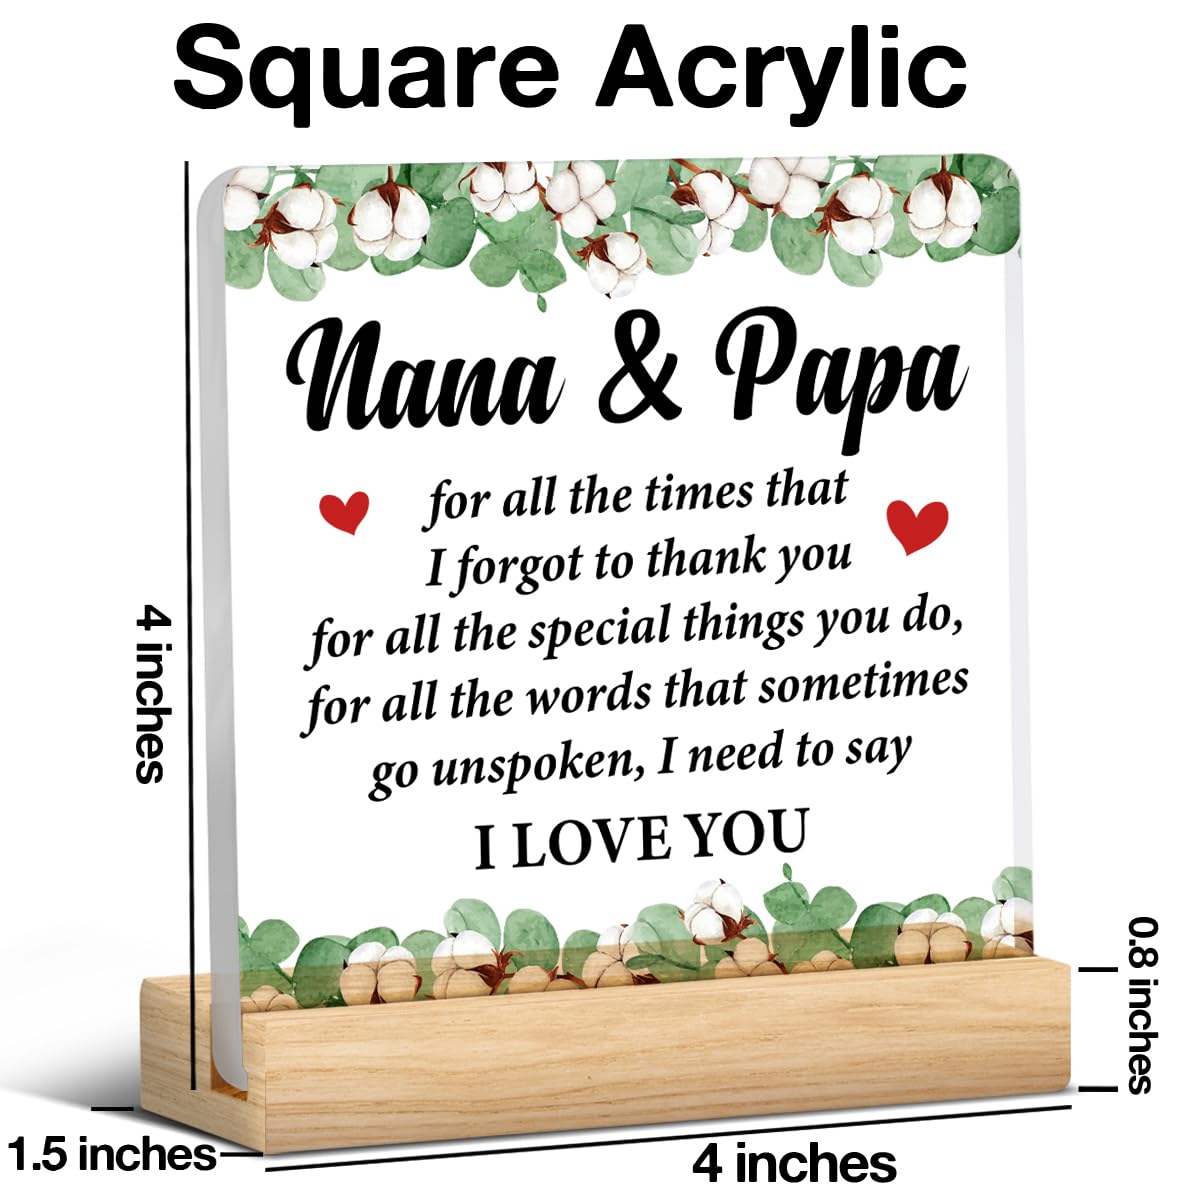 Square Acrylic
Nana & Papa
for all the times that
I forgot to thank you
for all the special things you do,
for all the words that sometimes
go unspoken, I need to say
I LOVE YOU
4 inches
0.8 inches
1.5 inches
4 inches